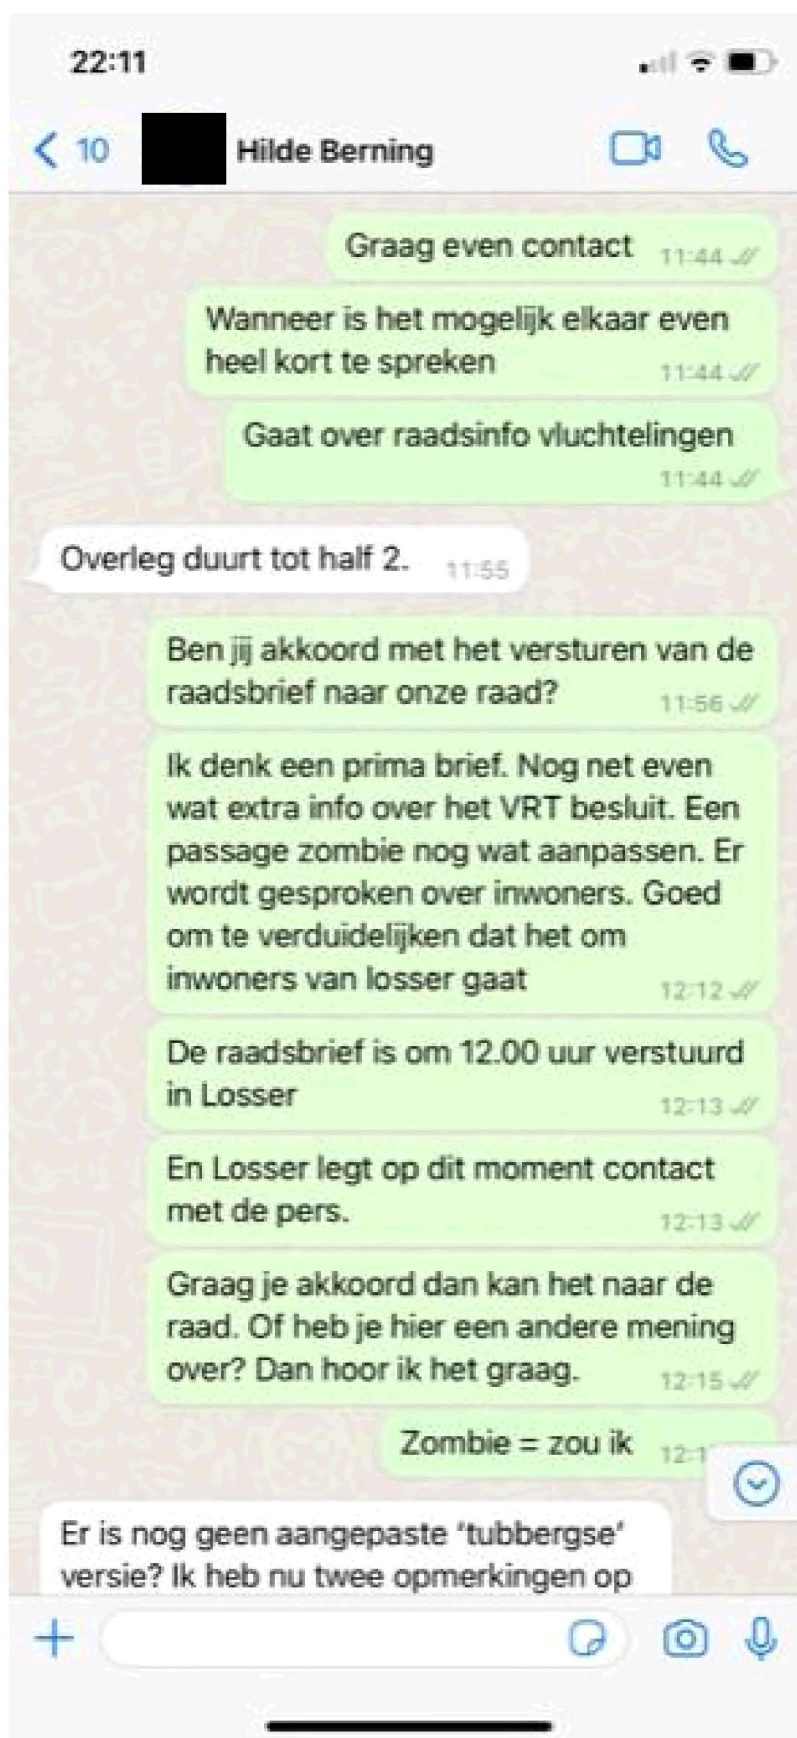 22:11
10 Hilde Berning
Graag even contact 11:44
Wanneer is het mogelijk elkaar even
heel kort te spreken 11:44
Gaat over raadsinfo vluchtelingen
11:44
Overleg duurt tot half 2. 11:55
Ben jij akkoord met het versturen van de
raadsbrief naar onze raad? 11:56
Ik denk een prima brief. Nog net even
wat extra info over het VRT besluit. Een
passage zombie nog wat aanpassen. Er
wordt gesproken over inwoners. Goed
om te verduidelijken dat het om
inwoners van losser gaat 12:12
De raadsbrief is om 12.00 uur verstuurd
in Losser 12:13
En Losser legt op dit moment contact
met de pers. 12:13
Graag je akkoord dan kan het naar de
raad. Of heb je hier een andere mening
over? Dan hoor ik het graag. 12:15
Zombie = zou ik
Er is nog geen aangepaste ‘tubbergse’
versie? Ik heb nu twee opmerkingen op